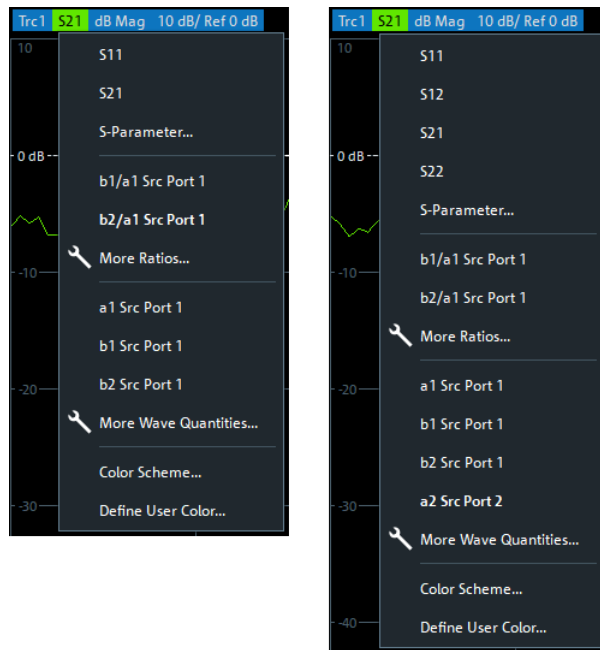 Trc1 S21 dB Mag 10 dB/ Ref 0 dB
10
S11
S21
S-Parameter...
0 dB
b1/a1 Src Port 1
b2/a1 Src Port 1
More Ratios...
-10
a1 Src Port 1
b1 Src Port 1
b2 Src Port 1
-20
More Wave Quantities...
Color Scheme...
-30
Define User Color...
Trc1 S21 dB Mag 10 dB/ Ref 0 dB
10
S11
S12
S21
0 dB
S22
S-Parameter...
b1/a1 Src Port 1
-10
b2/a1 Src Port 1
More Ratios...
a1 Src Port 1
-20
b1 Src Port 1
b2 Src Port 1
a2 Src Port 2
-30
More Wave Quantities...
Color Scheme...
-40
Define User Color...